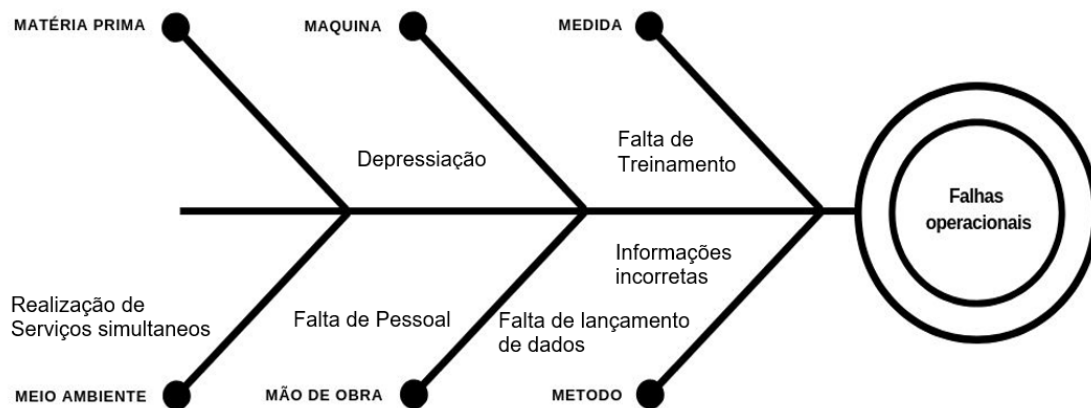 MATÉRIA PRIMA
MAQUINA
MEDIDA
Depressiação
Falta de
Treinamento
Falhas
operacionais
Informações
incorretas
Realização de
Serviços simultaneos
Falta de Pessoal
Falta de lançamento
de dados
MEIO AMBIENTE
MÃO DE OBRA
METODO